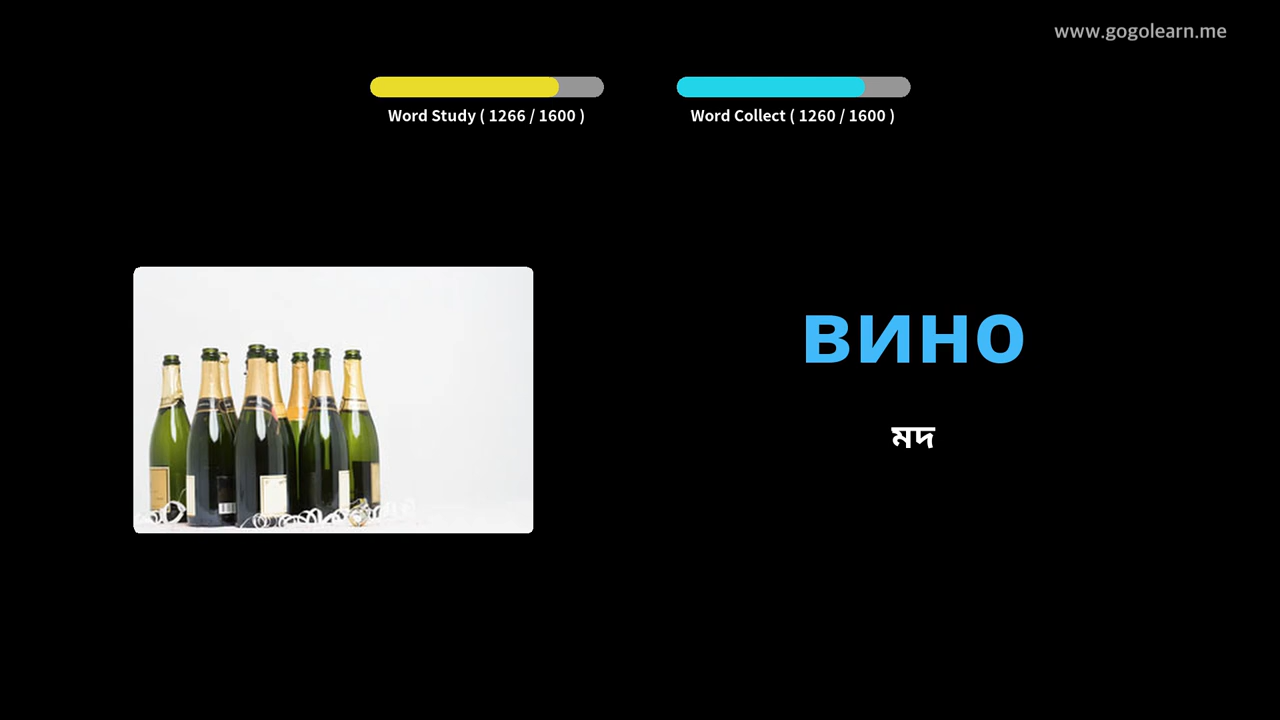 www.gogolearn.me
Word Study ( 1266 / 1600 )
Word Collect ( 1260 / 1600 )
вино
মদ